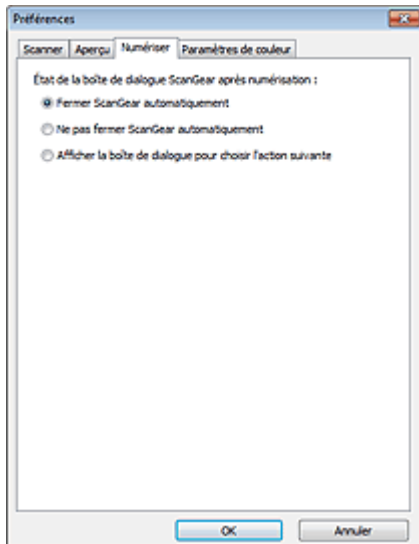 Préférences
Scanner Aperçu Numériser Paramètres de couleur
État de la boîte de dialogue ScanGear après numérisation :
Fermer ScanGear automatiquement
Ne pas fermer ScanGear automatiquement
Afficher la boîte de dialogue pour choisir l'action suivante
OK Annuler